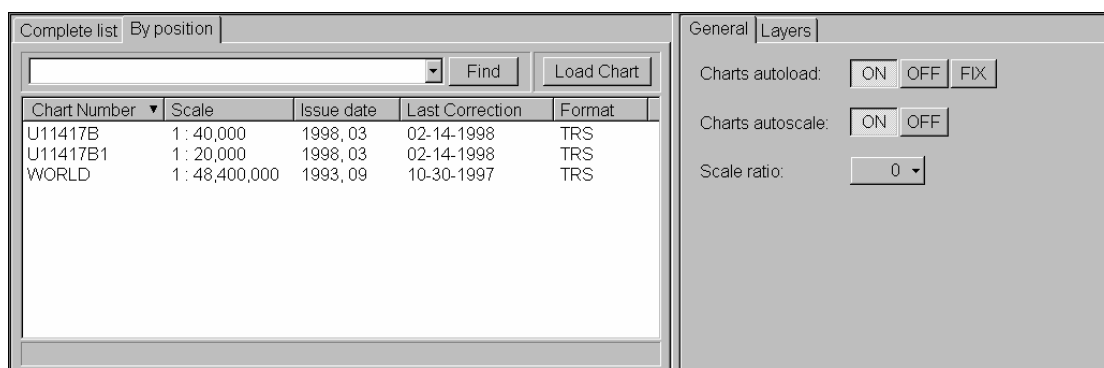 Complete list By position
Find Load Chart
Chart Number ▼ Scale Issue date Last Correction Format
U11417B 1 : 40,000 1998, 03 02-14-1998 TRS
U11417B1 1 : 20,000 1998, 03 02-14-1998 TRS
WORLD 1 : 48,400,000 1993, 09 10-30-1997 TRS
General Layers
Charts autoload: ON OFF FIX
Charts autoscale: ON OFF
Scale ratio: 0